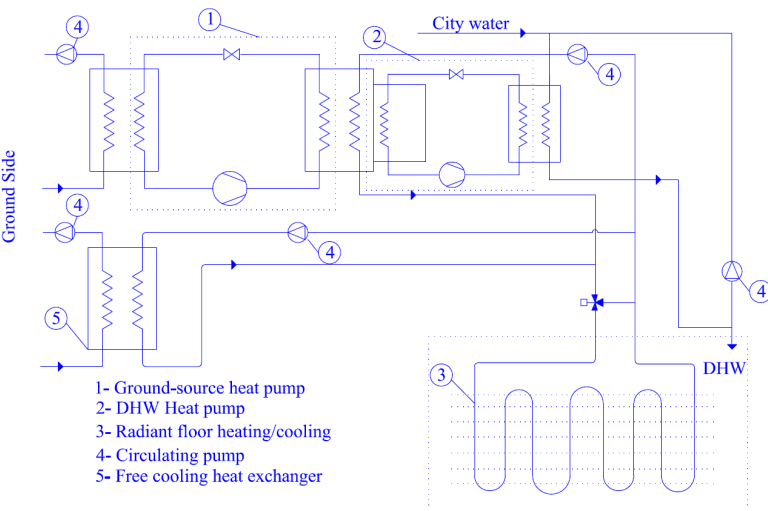 1
City water
2
4
4
Ground Side
4
4
4
5
3
DHW
1- Ground-source heat pump
2- DHW Heat pump
3- Radiant floor heating/cooling
4- Circulating pump
5- Free cooling heat exchanger